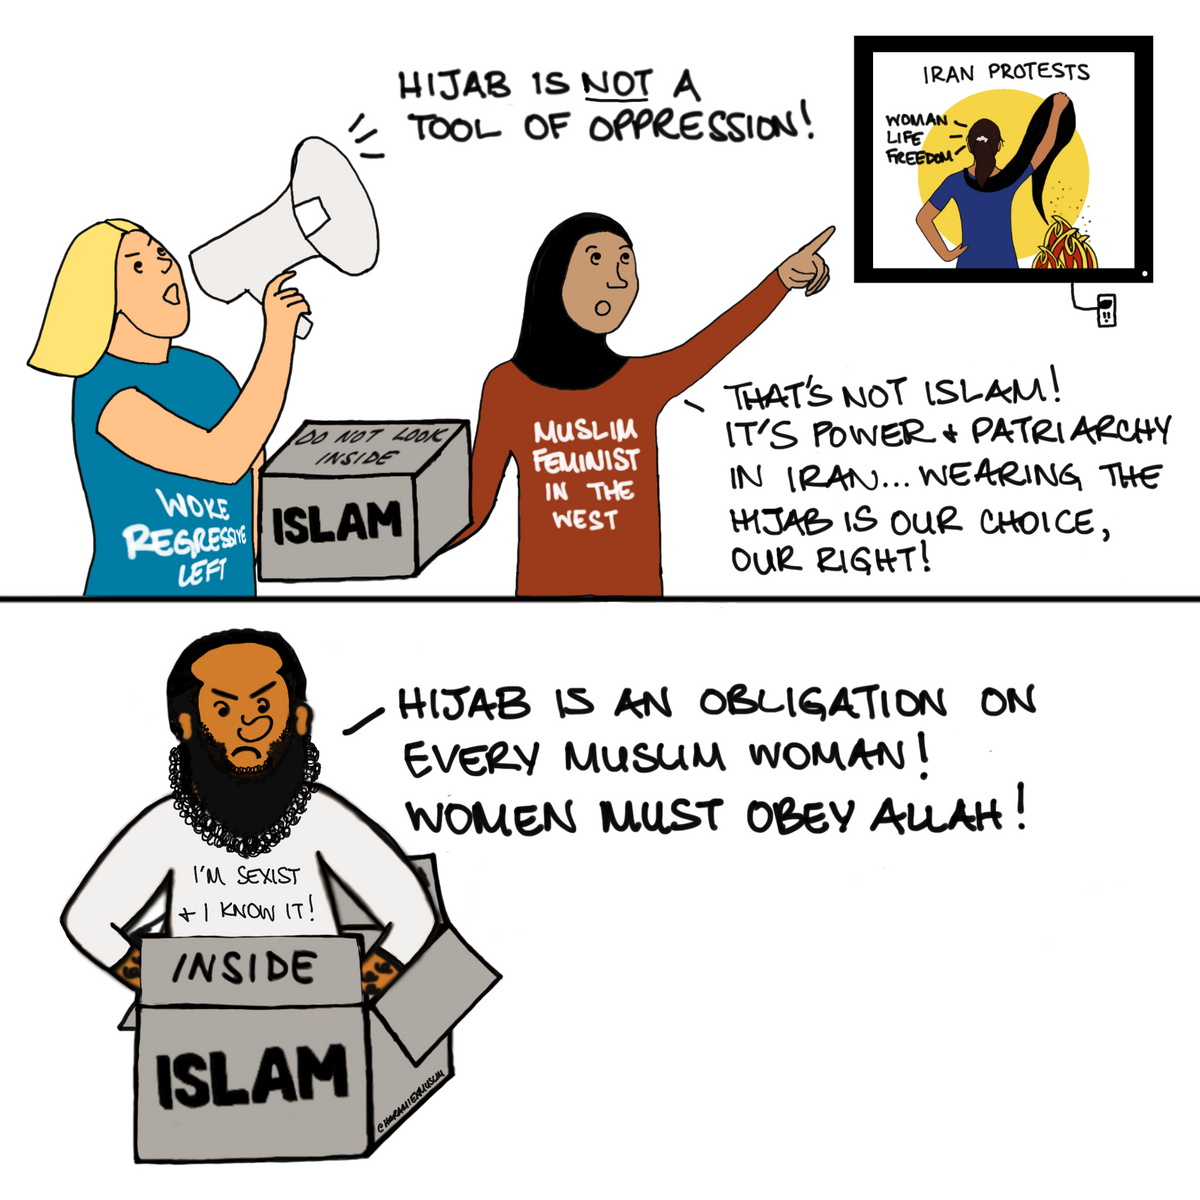 HIJAB IS NOT A
TOOL OF OPPRESSION!
IRAN PROTESTS
WOMAN
LIFE
FREEDOM
THAT'S NOT ISLAM!
IT'S POWER & PATRIARCHY
IN IRAN... WEARING THE
HIJAB IS OUR CHOICE,
OUR RIGHT!
WOKE
REGRESSIVE
LEFT
DO NOT LOOK
INSIDE
ISLAM
MUSLIM
FEMINIST
IN THE
WEST
HIJAB IS AN OBLIGATION ON
EVERY MUSLIM WOMAN!
WOMEN MUST OBEY ALLAH!
I'M SEXIST
& I KNOW IT!
INSIDE
ISLAM
@HARAMIEXMUSLIM